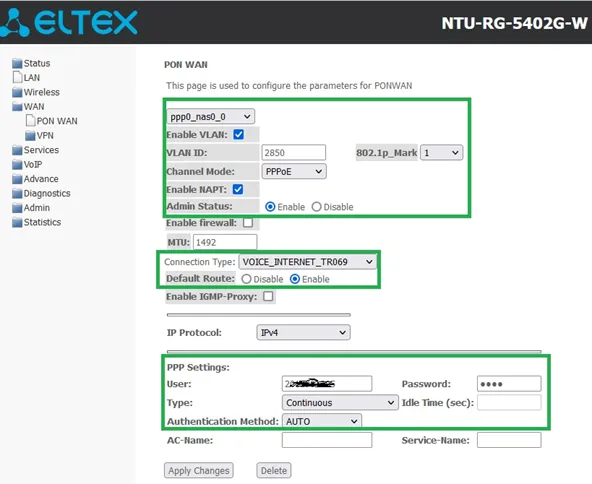 ELTEX
NTU-RG-5402G-W
Status
LAN
Wireless
WAN
PON WAN
VPN
Services
VoIP
Advance
Diagnostics
Admin
Statistics
PON WAN
This page is used to configure the parameters for PONWAN
ppp0_nas0_0
Enable VLAN:
VLAN ID: 2850 802.1p_Mark 1
Channel Mode: PPPoE
Enable NAPT:
Admin Status: Enable Disable
Enable firewall:
MTU: 1492
Connection Type: VOICE_INTERNET_TR069
Default Route: Disable Enable
Enable IGMP-Proxy:
IP Protocol: IPv4
PPP Settings:
User: Password: ••••
Type: Continuous Idle Time (sec):
Authentication Method: AUTO
AC-Name: Service-Name:
Apply Changes Delete